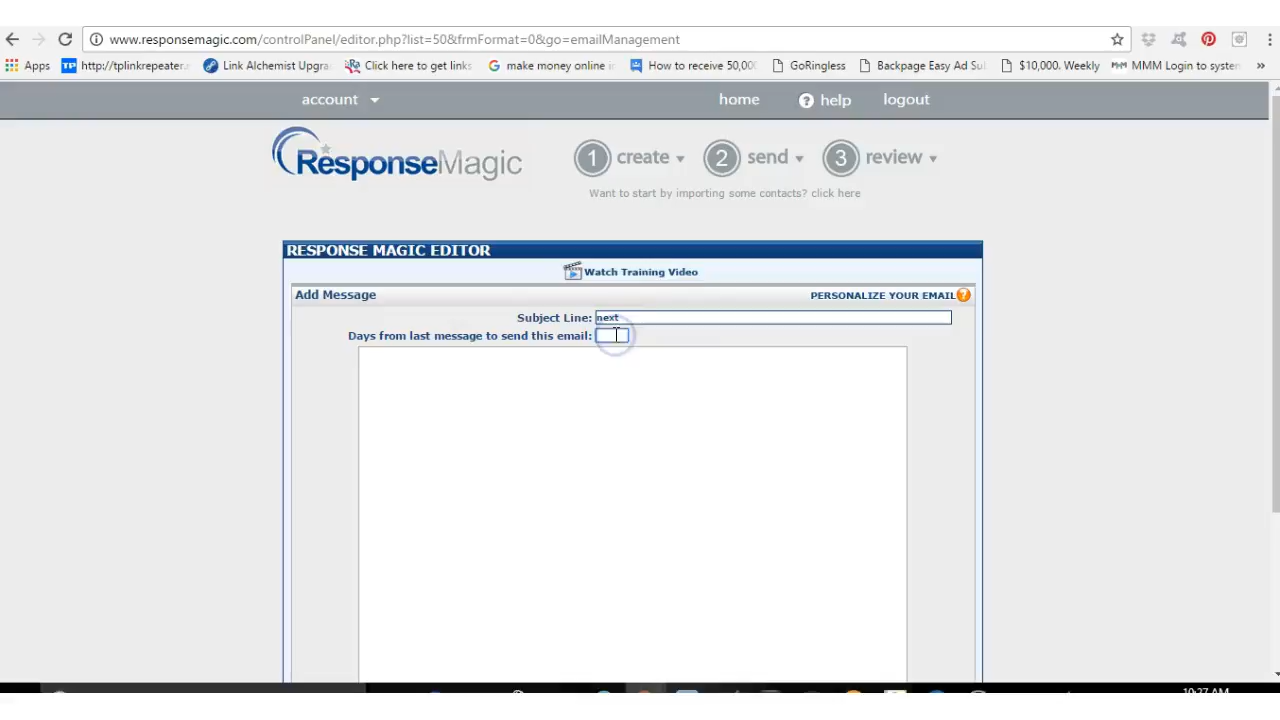 www.responsemagic.com/controlPanel/editor.php?list=50&frmFormat=0&go=emailManagement
Apps http://tplinkrepeater. Link Alchemist Upgra Click here to get links make money online i How to receive 50,00 GoRingless Backpage Easy Ad Sul $10,000. Weekly MMM Login to system »
account home ? help logout
ResponseMagic 1 create 2 send 3 review
Want to start by importing some contacts? click here
RESPONSE MAGIC EDITOR
Watch Training Video
Add Message PERSONALIZE YOUR EMAIL ?
Subject Line: next
Days from last message to send this email:
10:27 AM